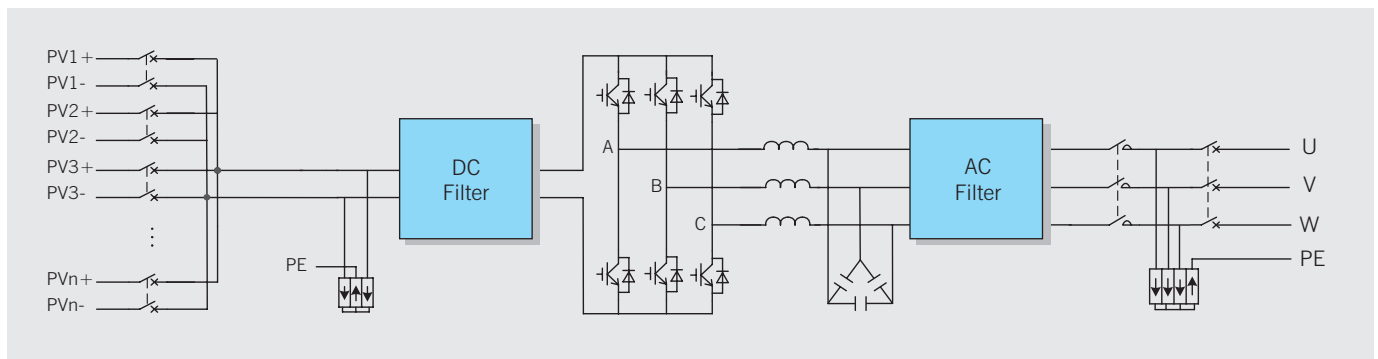 PV1+
PV1-
PV2+
PV2-
PV3+
PV3-
⋮
PVn+
PVn-
PE
DC
Filter
A
B
C
AC
Filter
U
V
W
PE